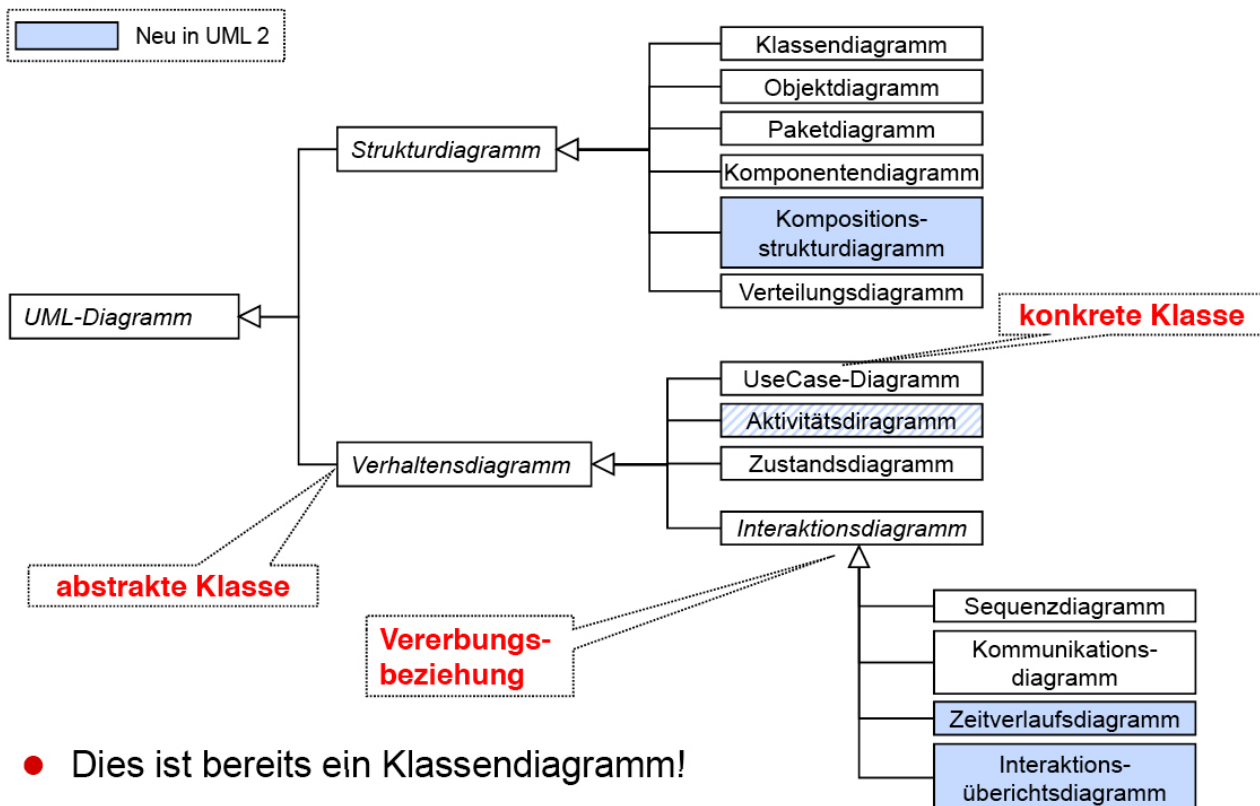 Neu in UML 2
Klassendiagramm
Objektdiagramm
Paketdiagramm
Strukturdiagramm
Komponentendiagramm
Kompositions-
strukturdiagramm
Verteilungsdiagramm
UML-Diagramm
konkrete Klasse
UseCase-Diagramm
Aktivitätsdiragramm
Verhaltensdiagramm
Zustandsdiagramm
Interaktionsdiagramm
abstrakte Klasse
Vererbungs-
beziehung
Sequenzdiagramm
Kommunikations-
diagramm
Zeitverlaufsdiagramm
Interaktions-
überichtsdiagramm
● Dies ist bereits ein Klassendiagramm!